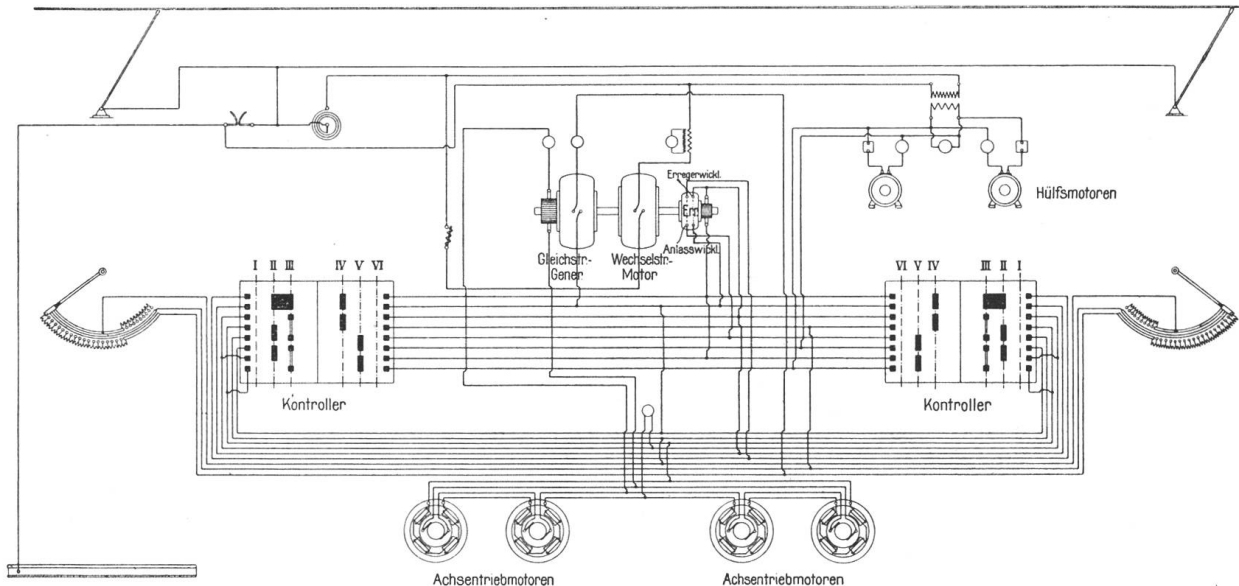 Erregerwickl.
Err.
Anlasswickl.
Gleichstr.-
Gener
Wechselstr.-
Motor
Hülfsmotoren
I II III IV V VI
VI V IV III II I
Kontroller
Kontroller
Achsentriebmotoren
Achsentriebmotoren